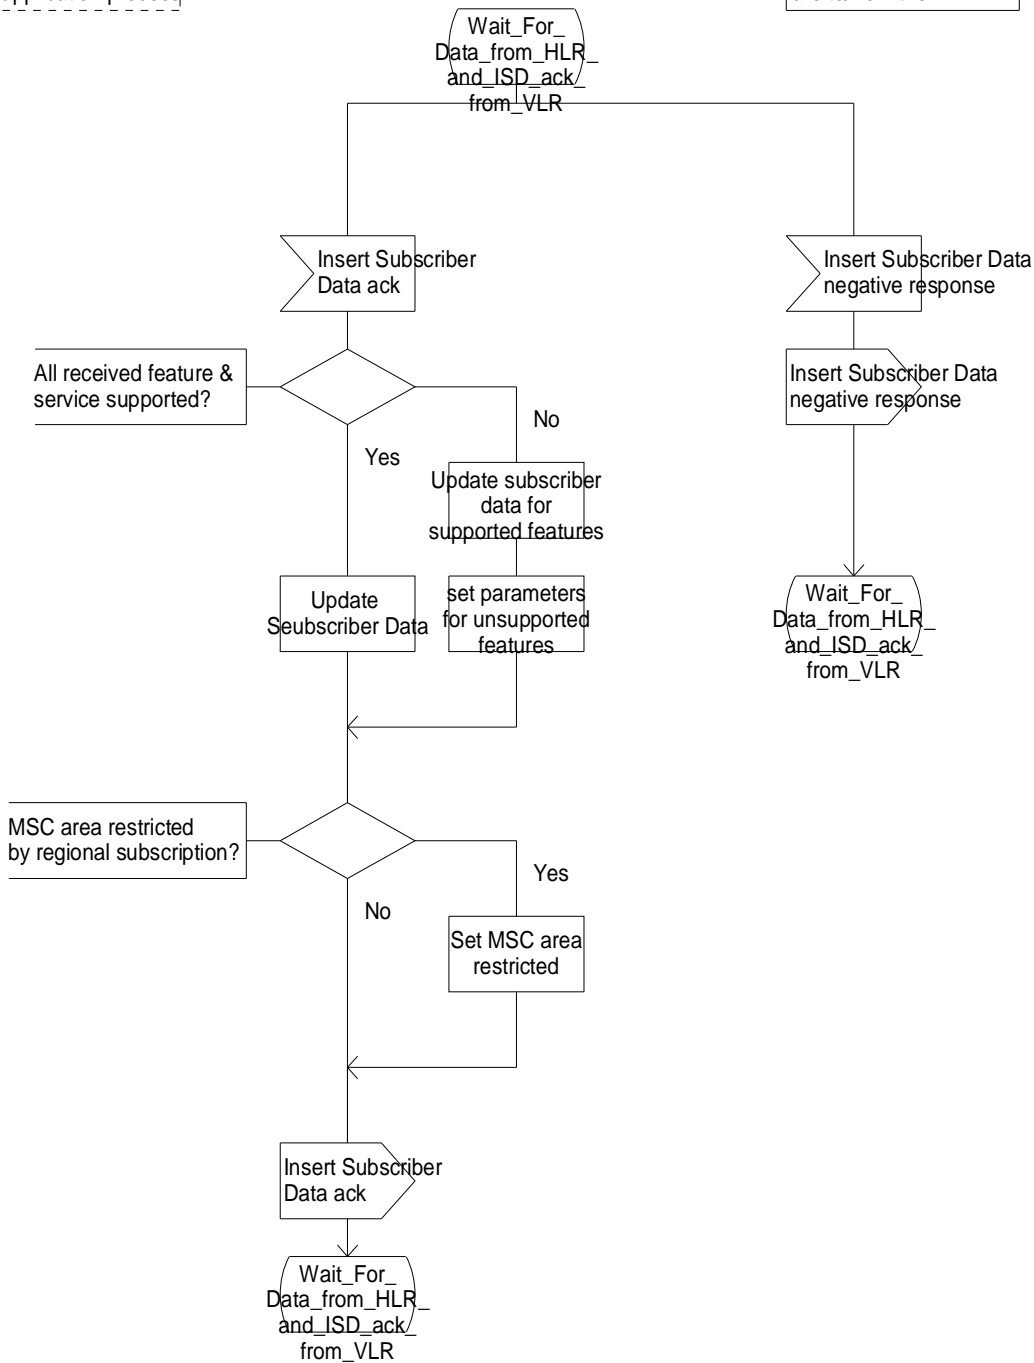 Wait_For_
Data_from_HLR_
and_ISD_ack_
from_VLR
Insert Subscriber
Data ack
Insert Subscriber Data
negative response
All received feature &
service supported?
Insert Subscriber Data
negative response
No
Yes
Update subscriber
data for
supported features
Update
Seubscriber Data
set parameters
for unsupported
features
Wait_For_
Data_from_HLR_
and_ISD_ack_
from_VLR
MSC area restricted
by regional subscription?
Yes
No
Set MSC area
restricted
Insert Subscriber
Data ack
Wait_For_
Data_from_HLR_
and_ISD_ack_
from_VLR